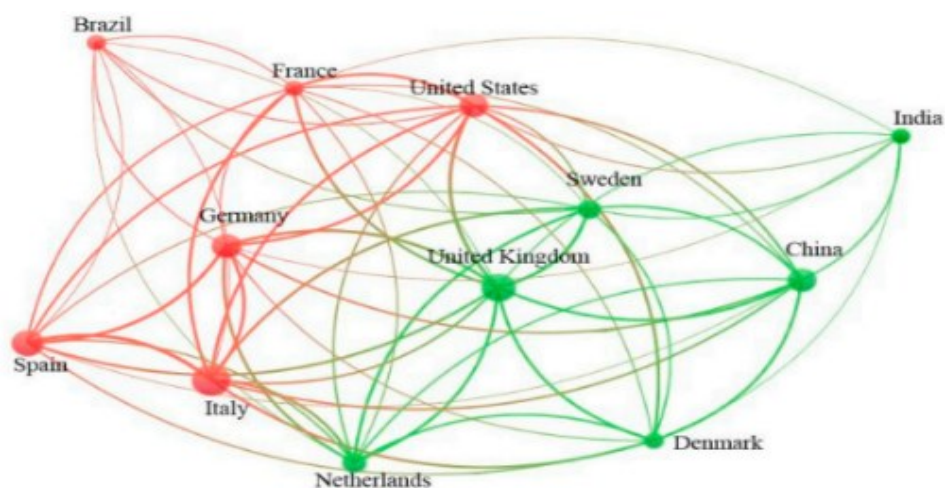 Brazil
France
United States
India
Sweden
Germany
United Kingdom
China
Spain
Italy
Denmark
Netherlands